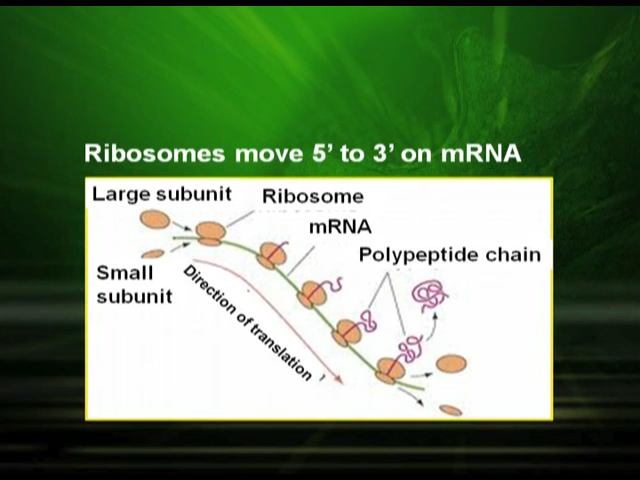 Ribosomes move 5’ to 3’ on mRNA
Large subunit
Ribosome
mRNA
Polypeptide chain
Small
subunit
Direction of translation